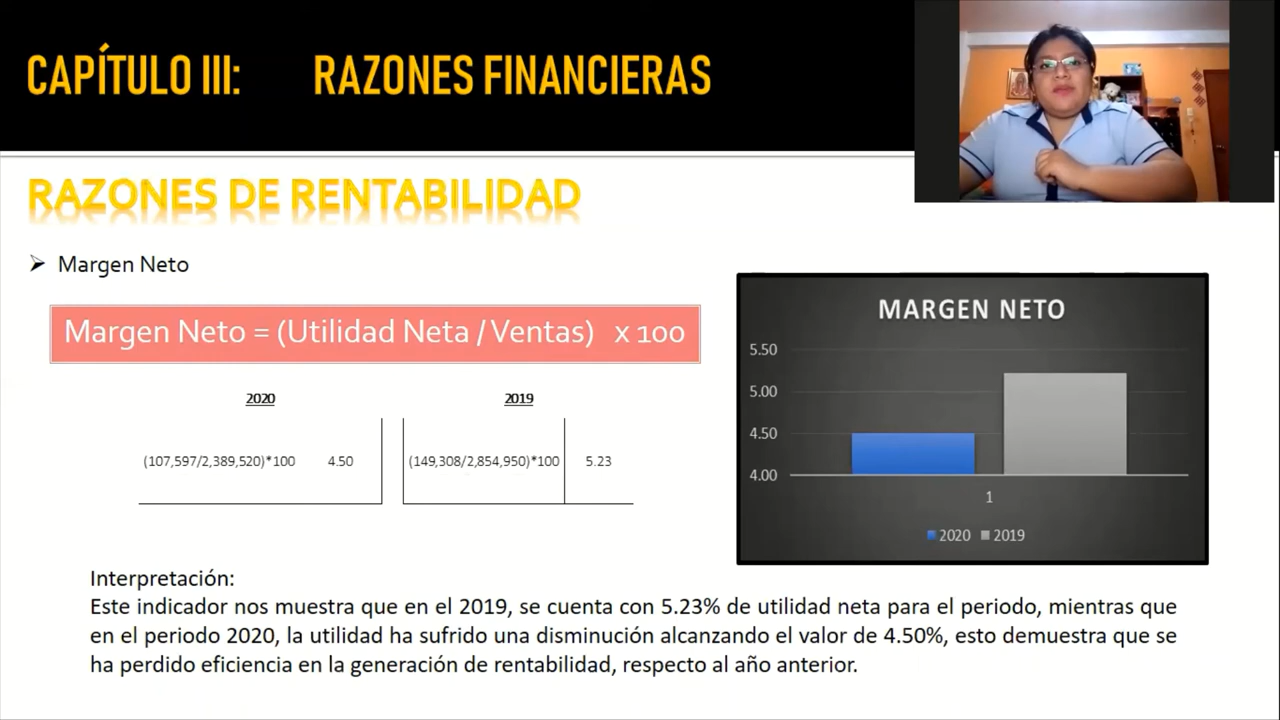 CAPÍTULO III: RAZONES FINANCIERAS
RAZONES DE RENTABILIDAD
➢ Margen Neto
Margen Neto = (Utilidad Neta / Ventas) x 100
2020 2019
(107,597/2,389,520)*100 4.50 (149,308/2,854,950)*100 5.23
MARGEN NETO
5.50
5.00
4.50
4.00
1
2020 2019
Interpretación:
Este indicador nos muestra que en el 2019, se cuenta con 5.23% de utilidad neta para el periodo, mientras que
en el periodo 2020, la utilidad ha sufrido una disminución alcanzando el valor de 4.50%, esto demuestra que se
ha perdido eficiencia en la generación de rentabilidad, respecto al año anterior.